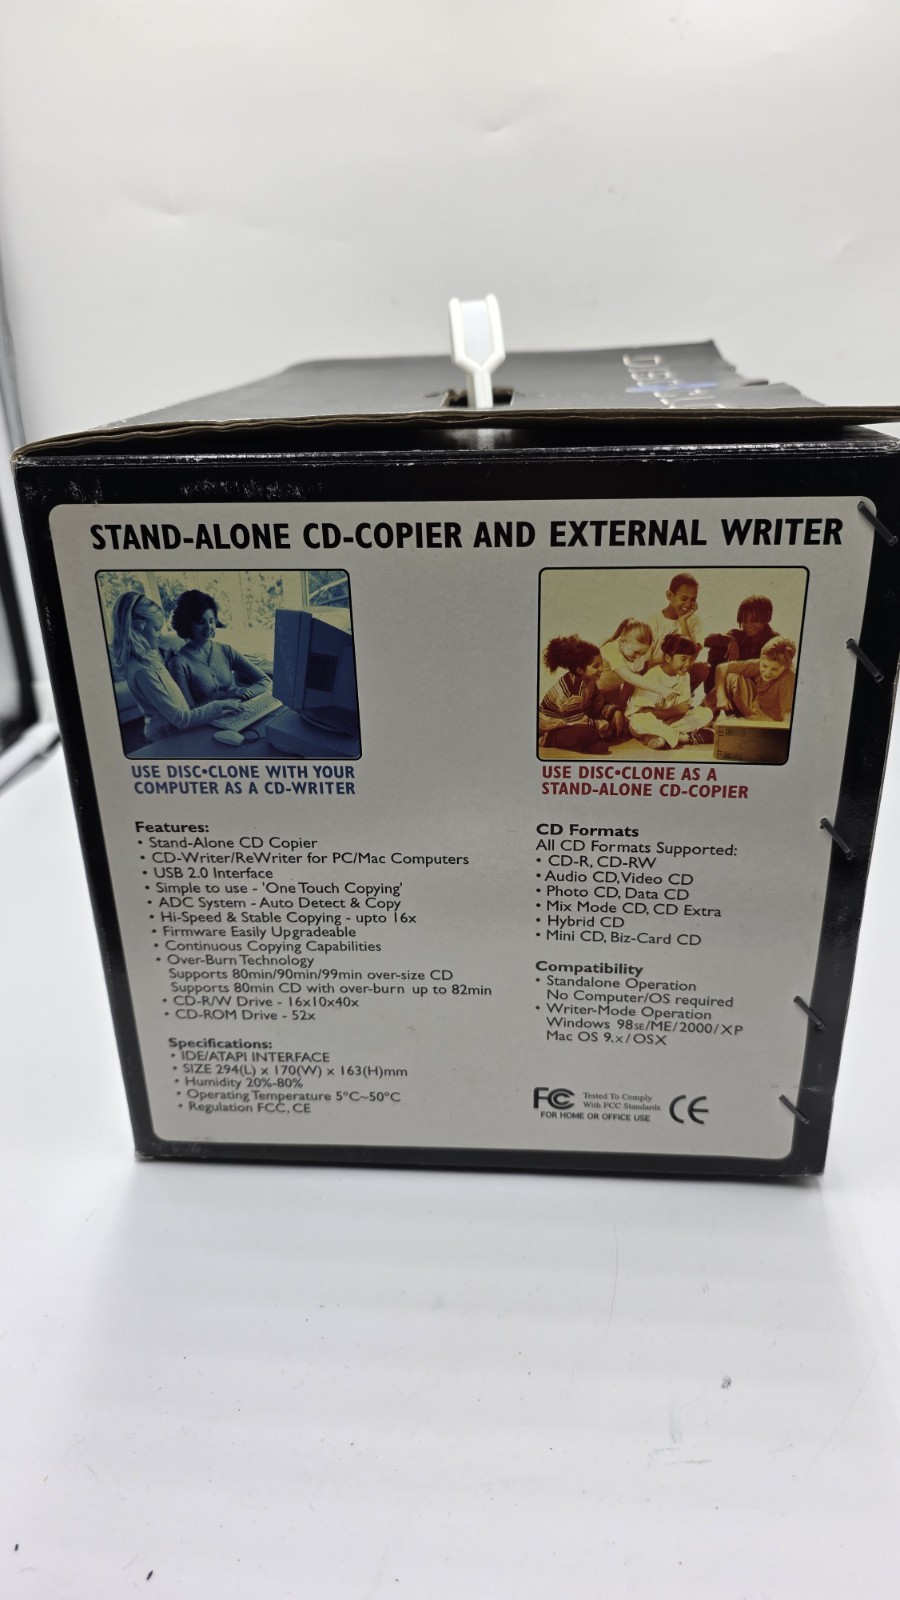 STAND-ALONE CD-COPIER AND EXTERNAL WRITER
USE DISC•CLONE WITH YOUR
COMPUTER AS A CD-WRITER
USE DISC•CLONE AS A
STAND-ALONE CD-COPIER
Features:
• Stand-Alone CD Copier
• CD-Writer/ReWriter for PC/Mac Computers
• USB 2.0 Interface
• Simple to use - 'One Touch Copying'
• ADC System - Auto Detect & Copy
• Hi-Speed & Stable Copying - upto 16x
• Firmware Easily Upgradeable
• Continuous Copying Capabilities
• Over-Burn Technology
Supports 80min/90min/99min over-size CD
Supports 80min CD with over-burn up to 82min
• CD-R/W Drive - 16x10x40x
• CD-ROM Drive - 52x
Specifications:
• IDE/ATAPI INTERFACE
• SIZE 294(L) x 170(W) x 163(H)mm
• Humidity 20%-80%
• Operating Temperature 5°C~50°C
• Regulation FCC, CE
CD Formats
All CD Formats Supported:
• CD-R, CD-RW
• Audio CD, Video CD
• Photo CD, Data CD
• Mix Mode CD, CD Extra
• Hybrid CD
• Mini CD, Biz-Card CD
Compatibility
• Standalone Operation
No Computer/OS required
• Writer-Mode Operation
Windows 98SE/ME/2000/XP
Mac OS 9.x/OSX
FC Tested To Comply
With FCC Standards
FOR HOME OR OFFICE USE
CE